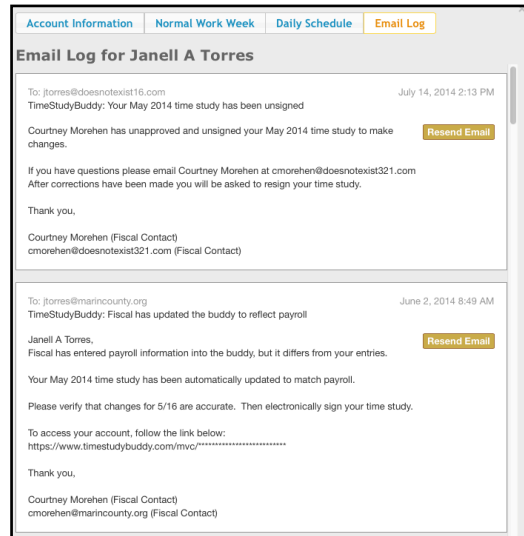 Account Information Normal Work Week Daily Schedule Email Log
Email Log for Janell A Torres
To: jtorres@doesnotexist16.com July 14, 2014 2:13 PM
TimeStudyBuddy: Your May 2014 time study has been unsigned
Courtney Morehen has unapproved and unsigned your May 2014 time study to make Resend Email
changes.
If you have questions please email Courtney Morehen at cmorehen@doesnotexist321.com
After corrections have been made you will be asked to resign your time study.
Thank you,
Courtney Morehen (Fiscal Contact)
cmorehen@doesnotexist321.com (Fiscal Contact)
To: jtorres@marincounty.org June 2, 2014 8:49 AM
TimeStudyBuddy: Fiscal has updated the buddy to reflect payroll
Janell A Torres, Resend Email
Fiscal has entered payroll information into the buddy, but it differs from your entries.
Your May 2014 time study has been automatically updated to match payroll.
Please verify that changes for 5/16 are accurate. Then electronically sign your time study.
To access your account, follow the link below:
https://www.timestudybuddy.com/mvc/**************************
Thank you,
Courtney Morehen (Fiscal Contact)
cmorehen@marincounty.org (Fiscal Contact)